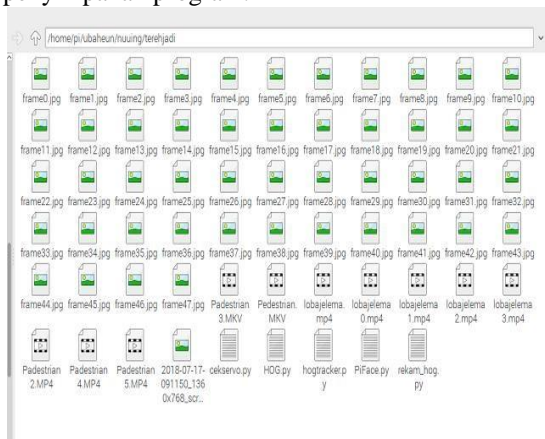 /home/pi/ubaheun/nuuing/terehjadi
frame0.jpg frame1.jpg frame2.jpg frame3.jpg frame4.jpg frame5.jpg frame6.jpg frame7.jpg frame8.jpg frame9.jpg frame10.jpg
frame11.jpg frame12.jpg frame13.jpg frame14.jpg frame15.jpg frame16.jpg frame17.jpg frame18.jpg frame19.jpg frame20.jpg frame21.jpg
frame22.jpg frame23.jpg frame24.jpg frame25.jpg frame26.jpg frame27.jpg frame28.jpg frame29.jpg frame30.jpg frame31.jpg frame32.jpg
frame33.jpg frame34.jpg frame35.jpg frame36.jpg frame37.jpg frame38.jpg frame39.jpg frame40.jpg frame41.jpg frame42.jpg frame43.jpg
frame44.jpg frame45.jpg frame46.jpg frame47.jpg Padestrian Pedestrian. lobajelema. lobajelema lobajelema lobajelema lobajelema
3.MKV MKV mp4 0.mp4 1.mp4 2.mp4 3.mp4
Padestrian Padestrian Padestrian 2018-07-17- cekservo.py HOG.py hogtracker.p PiFace.py rekam_hog.
2.MP4 4.MP4 5.MP4 091150_136 y py
0x768_scr...